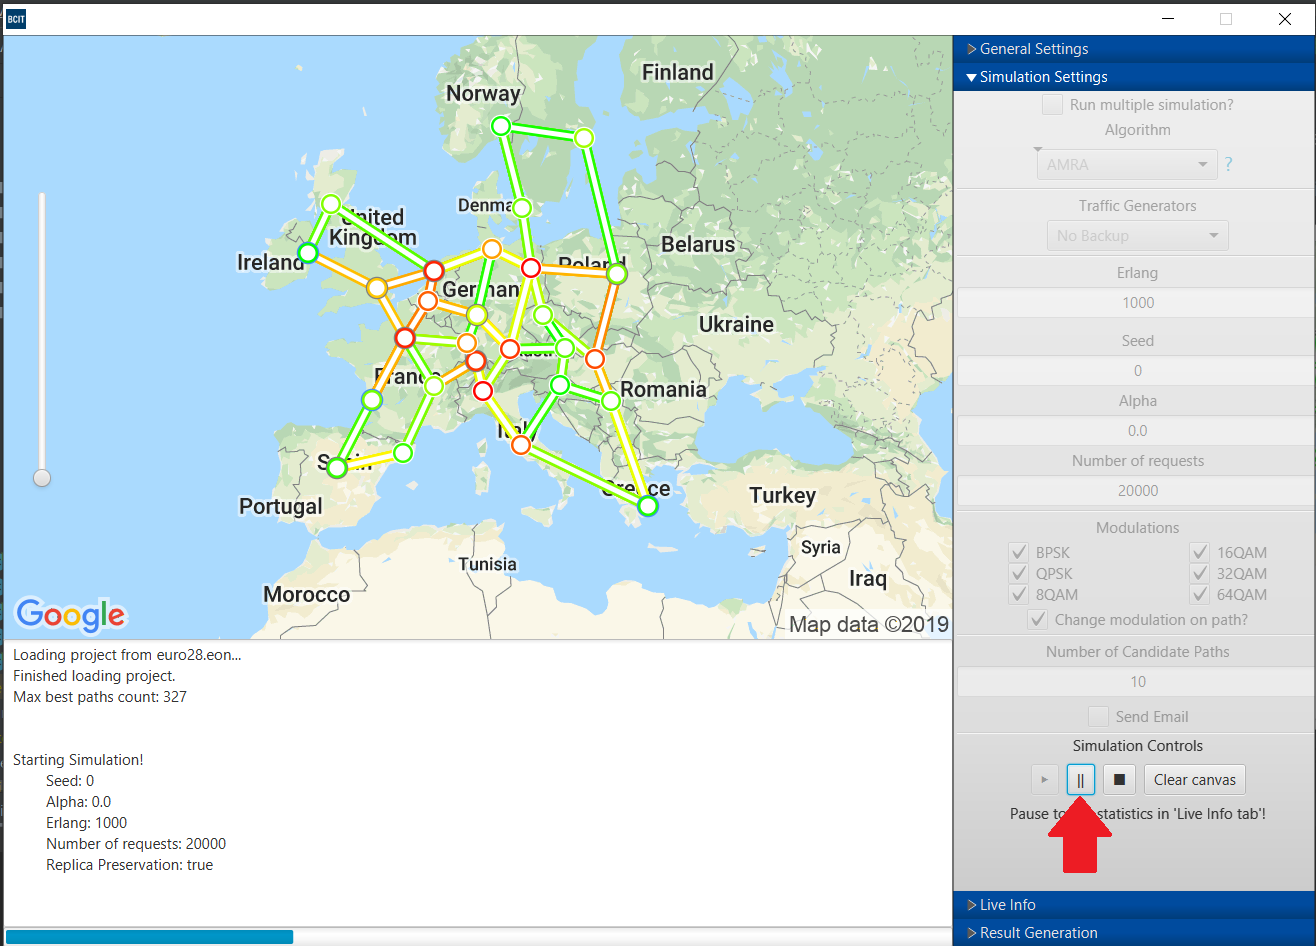 BCIT
Finland
Norway
Denma
United
Kingdom
Ireland
Belarus
Poland
German
Ukraine
France
Romania
Italy
Spain
Portugal
Greece
Turkey
Tunisia
Syria
Iraq
Morocco
Google
Map data ©2019
Loading project from euro28.eon...
Finished loading project.
Max best paths count: 327
Starting Simulation!
Seed: 0
Alpha: 0.0
Erlang: 1000
Number of requests: 20000
Replica Preservation: true
General Settings
Simulation Settings
Run multiple simulation?
Algorithm
AMRA ?
Traffic Generators
No Backup
Erlang
1000
Seed
0
Alpha
0.0
Number of requests
20000
Modulations
BPSK 16QAM
QPSK 32QAM
8QAM 64QAM
Change modulation on path?
Number of Candidate Paths
10
Send Email
Simulation Controls
Clear canvas
Pause to statistics in 'Live Info tab'!
Live Info
Result Generation